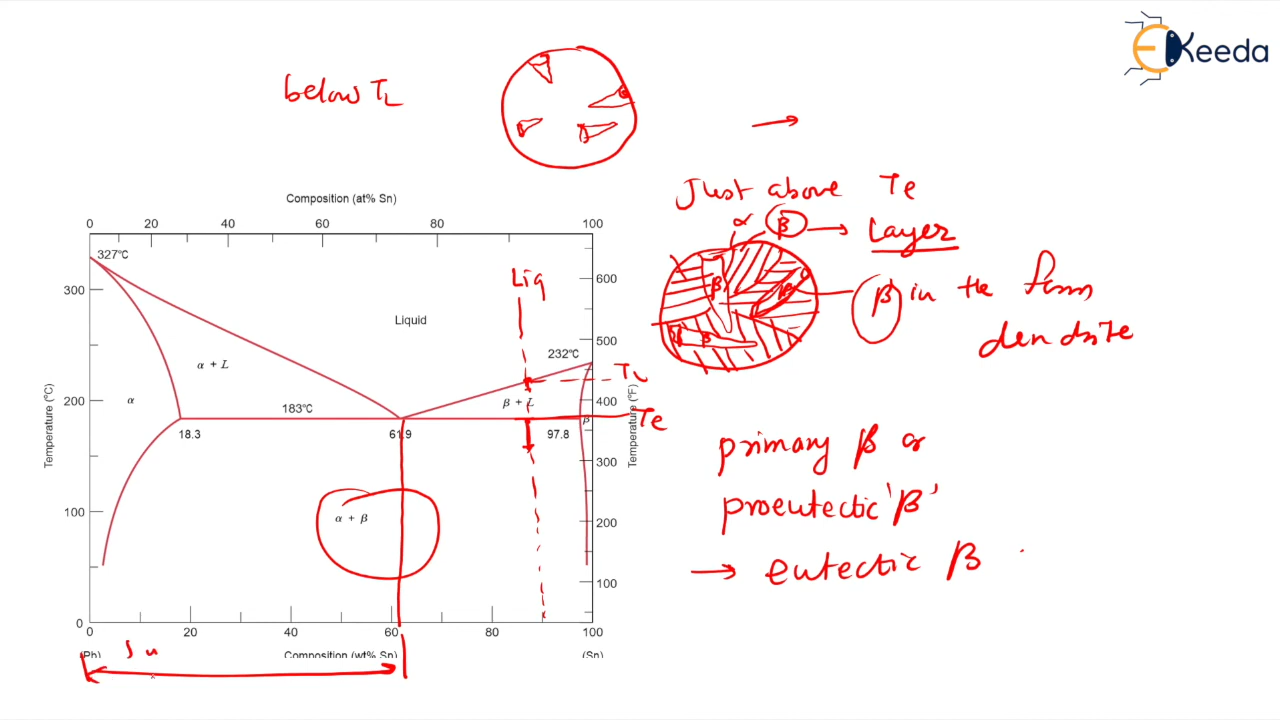 EKeeda
below TL
Just above Te
α β → Layer
β in the form
dendrite
primary β or
proeutectic 'β'
→ eutectic β
Composition (at% Sn)
0 20 40 60 80 100
327°C
Liq
300
600
Liquid
500
232°C
α + L
TL
α
200
β + L
400
183°C
Te
β
18.3 61.9 97.8
300
Temperature (°C)
Temperature (°F)
α + β
100
200
100
0
0 20 40 60 80 100
(Pb) Composition (wt% Sn) (Sn)
β
β
β